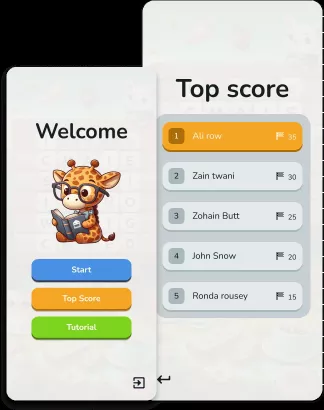 Welcome
Start
Top Score
Tutorial
Top score
1 Ali row 35
2 Zain twani 30
3 Zohain Butt 25
4 John Snow 20
5 Ronda rousey 15